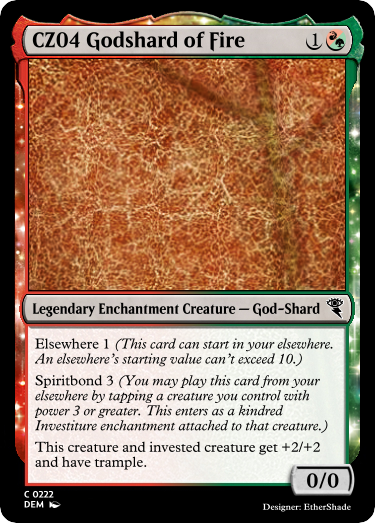 CZ04 Godshard of Fire 1
Legendary Enchantment Creature — God-Shard
Elsewhere 1 (This card can start in your elsewhere.
An elsewhere's starting value can't exceed 10.)
Spiritbond 3 (You may play this card from your
elsewhere by tapping a creature you control with
power 3 or greater. This enters as a kindred
Investiture enchantment attached to that creature.)
This creature and invested creature get +2/+2
and have trample.
0/0
C 0222
DEM
Designer: EtherShade